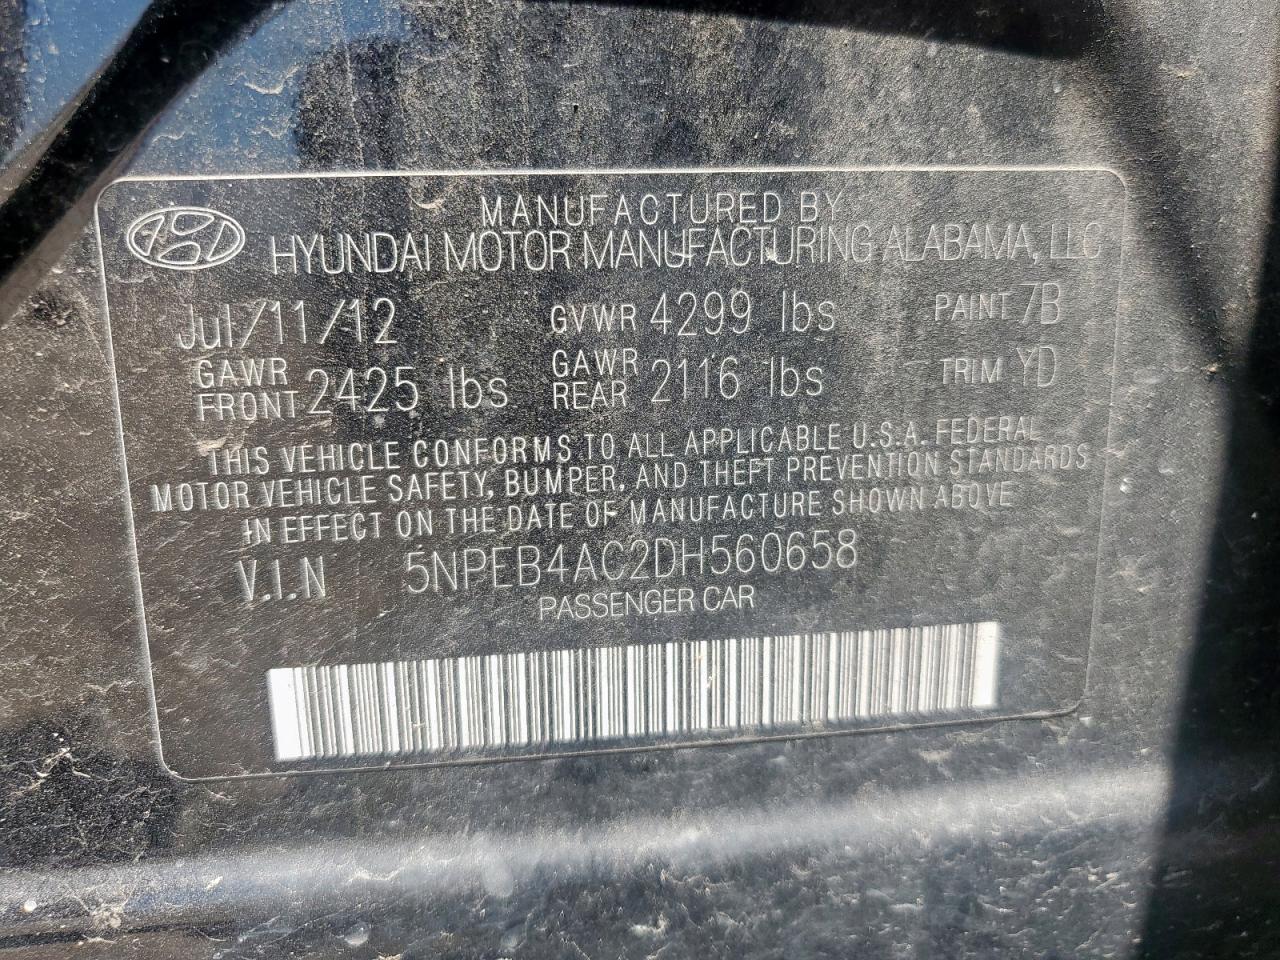 MANUFACTURED BY
HYUNDAI MOTOR MANUFACTURING ALABAMA, LLC
Jul/11/12 GVWR 4299 lbs PAINT 7B
GAWR FRONT 2425 lbs GAWR REAR 2116 lbs TRIM YD
THIS VEHICLE CONFORMS TO ALL APPLICABLE U.S.A. FEDERAL
MOTOR VEHICLE SAFETY, BUMPER, AND THEFT PREVENTION STANDARDS
IN EFFECT ON THE DATE OF MANUFACTURE SHOWN ABOVE
V.I.N 5NPEB4AC2DH560658
PASSENGER CAR